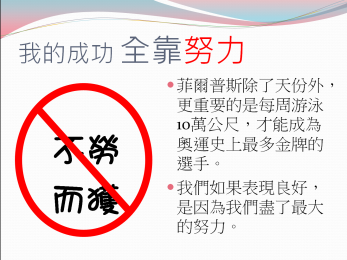 我的成功 全靠努力
不勞
而獲
菲爾普斯除了天份外，
更重要的是每周游泳
10萬公尺，才能成為
奧運史上最多金牌的
選手。
我們如果表現良好，
是因為我們盡了最大
的努力。